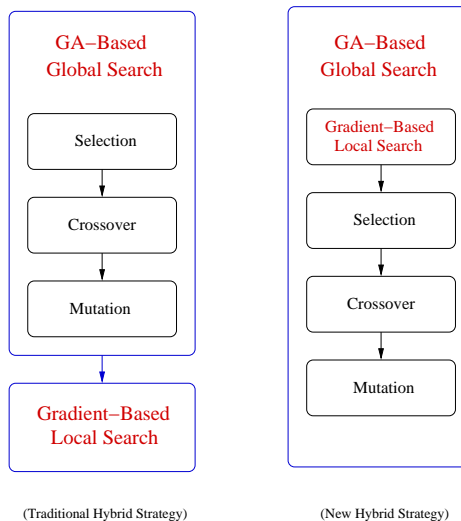 GA−Based
Global Search
Selection
Crossover
Mutation
Gradient−Based
Local Search
(Traditional Hybrid Strategy)
GA−Based
Global Search
Gradient−Based
Local Search
Selection
Crossover
Mutation
(New Hybrid Strategy)